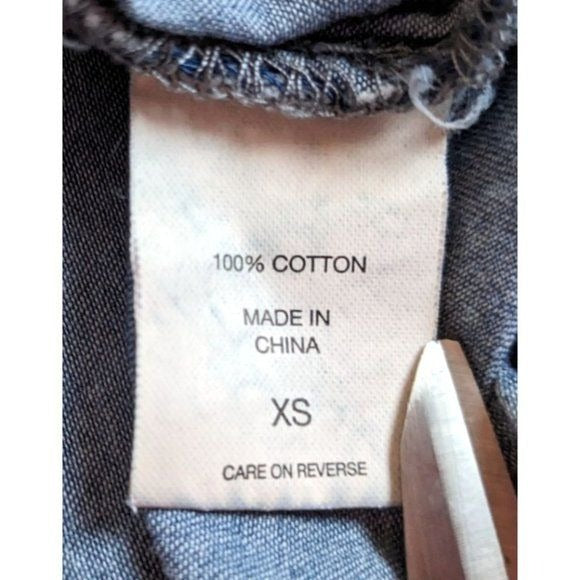 100% COTTON
MADE IN
CHINA
XS
CARE ON REVERSE